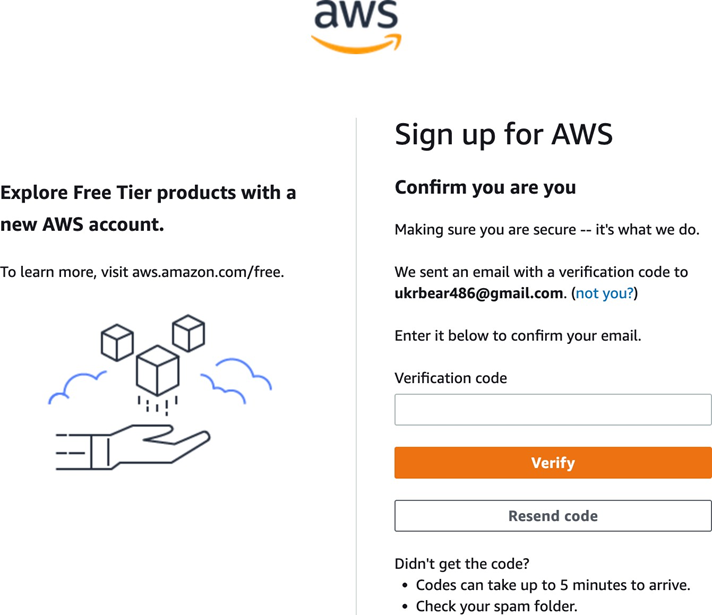 aws
Explore Free Tier products with a
new AWS account.
To learn more, visit aws.amazon.com/free.
Sign up for AWS
Confirm you are you
Making sure you are secure -- it's what we do.
We sent an email with a verification code to
ukrbear486@gmail.com. (not you?)
Enter it below to confirm your email.
Verification code
Verify
Resend code
Didn't get the code?
• Codes can take up to 5 minutes to arrive.
• Check your spam folder.